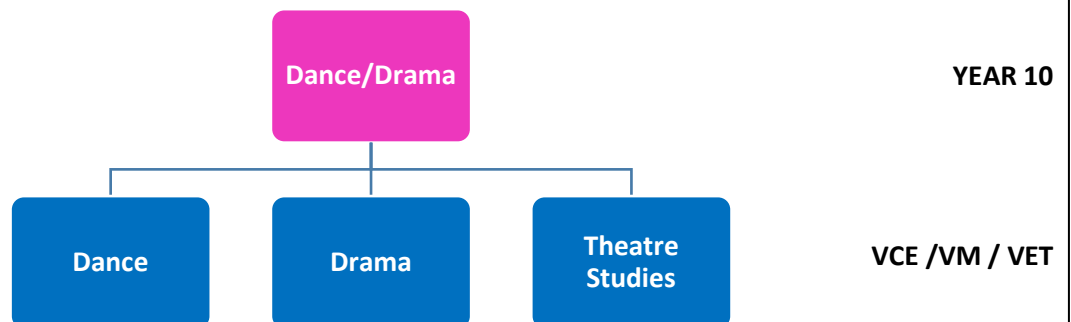 Dance/Drama
YEAR 10
Dance
Drama
Theatre
Studies
VCE /VM / VET